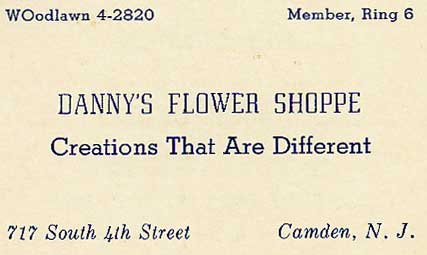 WOodlawn 4-2820 Member, Ring 6
DANNY'S FLOWER SHOPPE
Creations That Are Different
717 South 4th Street Camden, N. J.